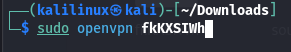 ┌──(kalilinux㉿kali)-[~/Downloads]
└─$ sudo openvpn fkKXSIWh